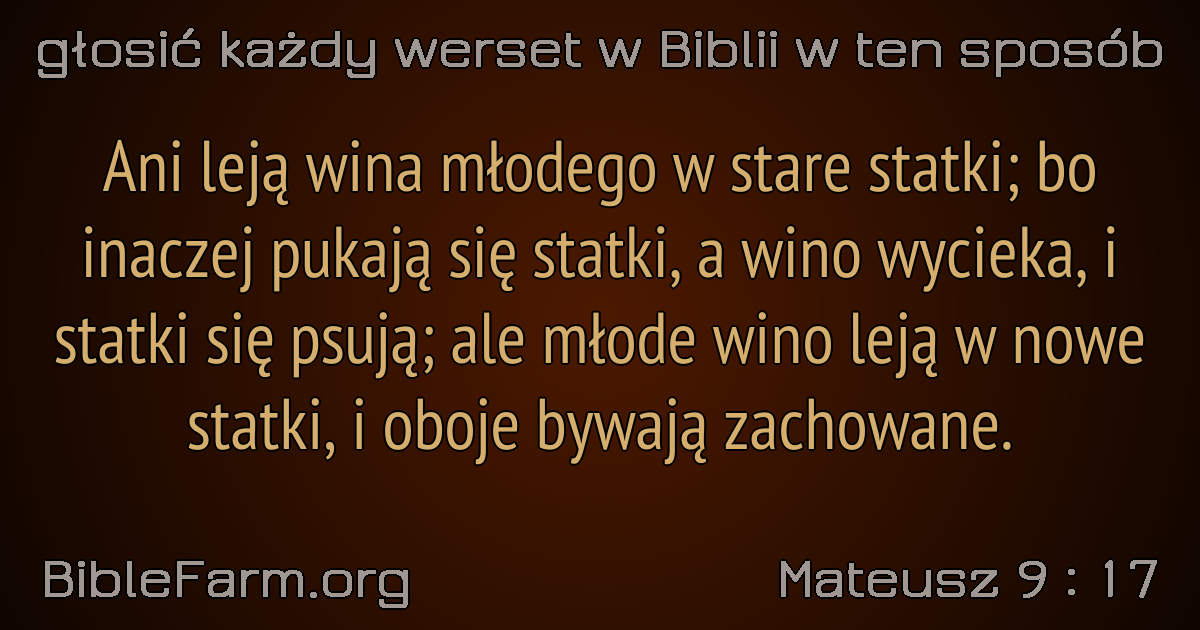 głosić każdy werset w Biblii w ten sposób
Ani leją wina młodego w stare statki; bo
inaczej pukają się statki, a wino wycieka, i
statki się psują; ale młode wino leją w nowe
statki, i oboje bywają zachowane.
BibleFarm.org
Mateusz 9 : 17